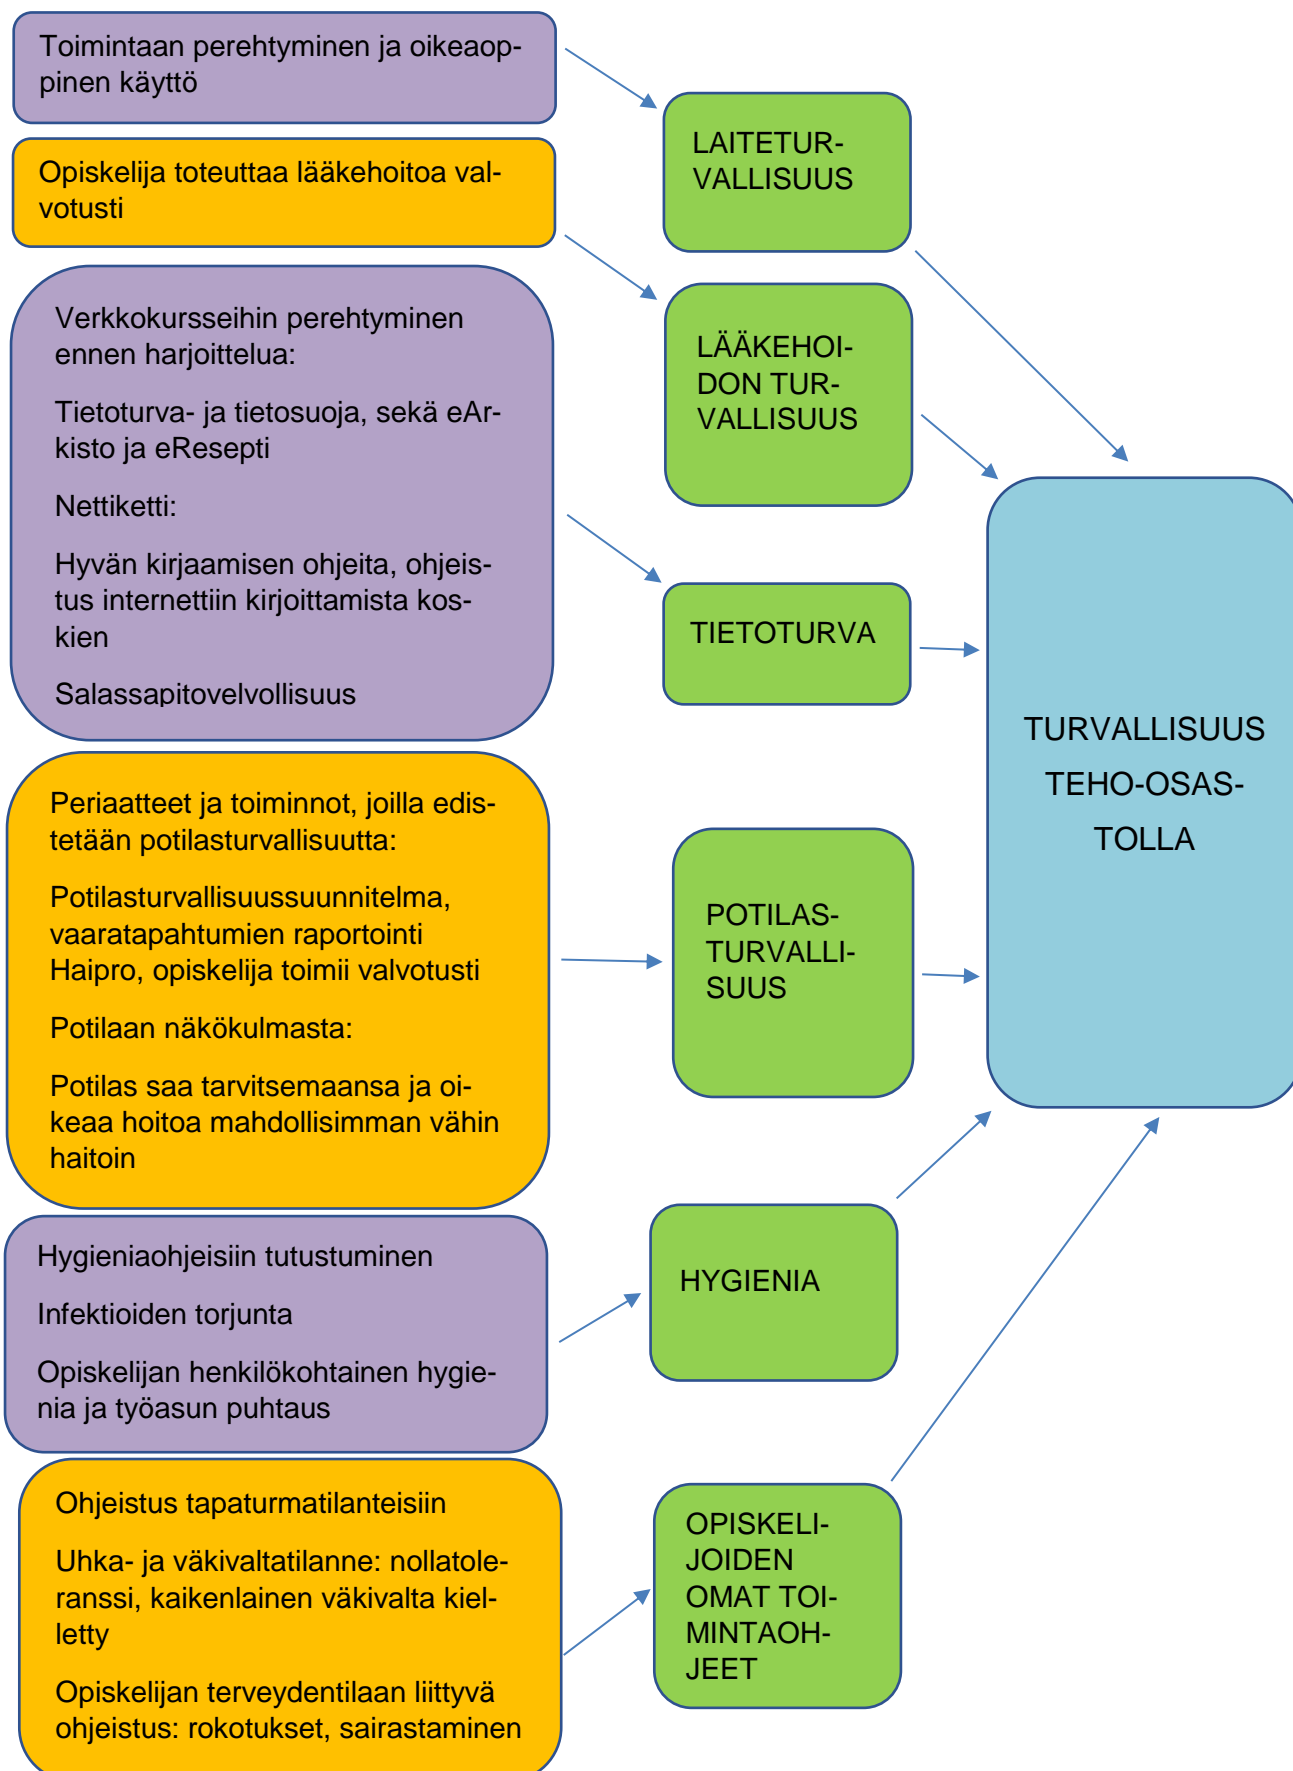 Toimintaan perehtyminen ja oikeaop-
pinen käyttö
LAITETUR-
VALLISUUS
Opiskelija toteuttaa lääkehoitoa val-
votusti
LÄÄKEHOI-
DON TUR-
VALLISUUS
Verkkokursseihin perehtyminen
ennen harjoittelua:
Tietoturva- ja tietosuoja, sekä eAr-
kisto ja eResepti
Nettiketti:
Hyvän kirjaamisen ohjeita, ohjeis-
tus internettiin kirjoittamista kos-
kien
Salassapitovelvollisuus
TIETOTURVA
Periaatteet ja toiminnot, joilla edis-
tetään potilasturvallisuutta:
Potilasturvallisuussuunnitelma,
vaaratapahtumien raportointi
Haipro, opiskelija toimii valvotusti
Potilaan näkökulmasta:
Potilas saa tarvitsemaansa ja oi-
keaa hoitoa mahdollisimman vähin
haitoin
POTILAS-
TURVALLI-
SUUS
Hygieniaohjeisiin tutustuminen
Infektioiden torjunta
Opiskelijan henkilökohtainen hygie-
nia ja työasun puhtaus
HYGIENIA
Ohjeistus tapaturmatilanteisiin
Uhka- ja väkivaltatilanne: nollatole-
ranssi, kaikenlainen väkivalta kiel-
letty
Opiskelijan terveydentilaan liittyvä
ohjeistus: rokotukset, sairastaminen
OPISKELI-
JOIDEN
OMAT TOI-
MINTAOH-
JEET
TURVALLISUUS
TEHO-OSAS-
TOLLA